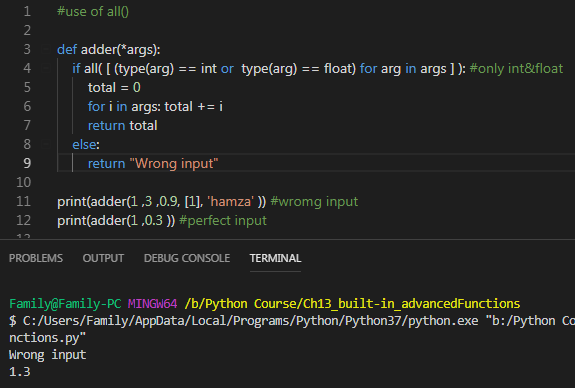 1 #use of all()
2
3 def adder(*args):
4 if all( [ (type(arg) == int or type(arg) == float) for arg in args ] ): #only int&float
5 total = 0
6 for i in args: total += i
7 return total
8 else:
9 return "Wrong input"
10
11 print(adder(1 ,3 ,0.9, [1], 'hamza' )) #wromg input
12 print(adder(1 ,0.3 )) #perfect input
PROBLEMS OUTPUT DEBUG CONSOLE TERMINAL
Family@Family-PC MINGW64 /b/Python Course/Ch13_built-in_advancedFunctions
$ C:/Users/Family/AppData/Local/Programs/Python/Python37/python.exe "b:/Python Co
nctions.py"
Wrong input
1.3